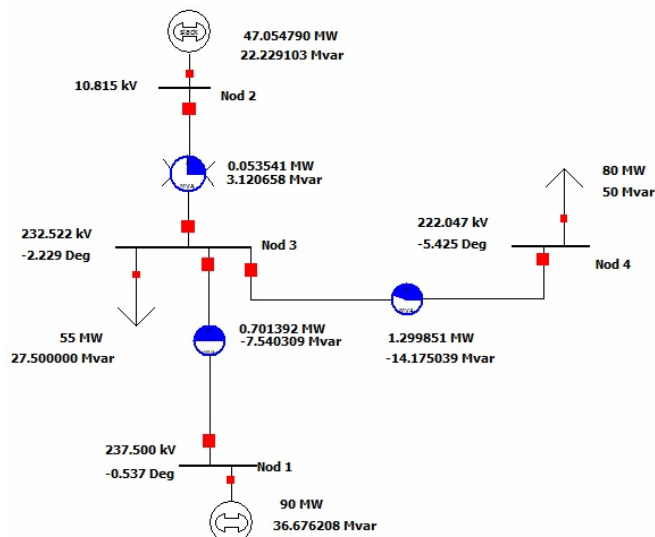 slack
47.054790 MW
22.229103 Mvar
10.815 kV
Nod 2
0.053541 MW
3.120658 Mvar
MVA
80 MW
50 Mvar
232.522 kV
-2.229 Deg
Nod 3
222.047 kV
-5.425 Deg
Nod 4
55 MW
27.500000 Mvar
0.701392 MW
-7.540309 Mvar
1.299851 MW
-14.175039 Mvar
237.500 kV
-0.537 Deg
Nod 1
90 MW
36.676208 Mvar